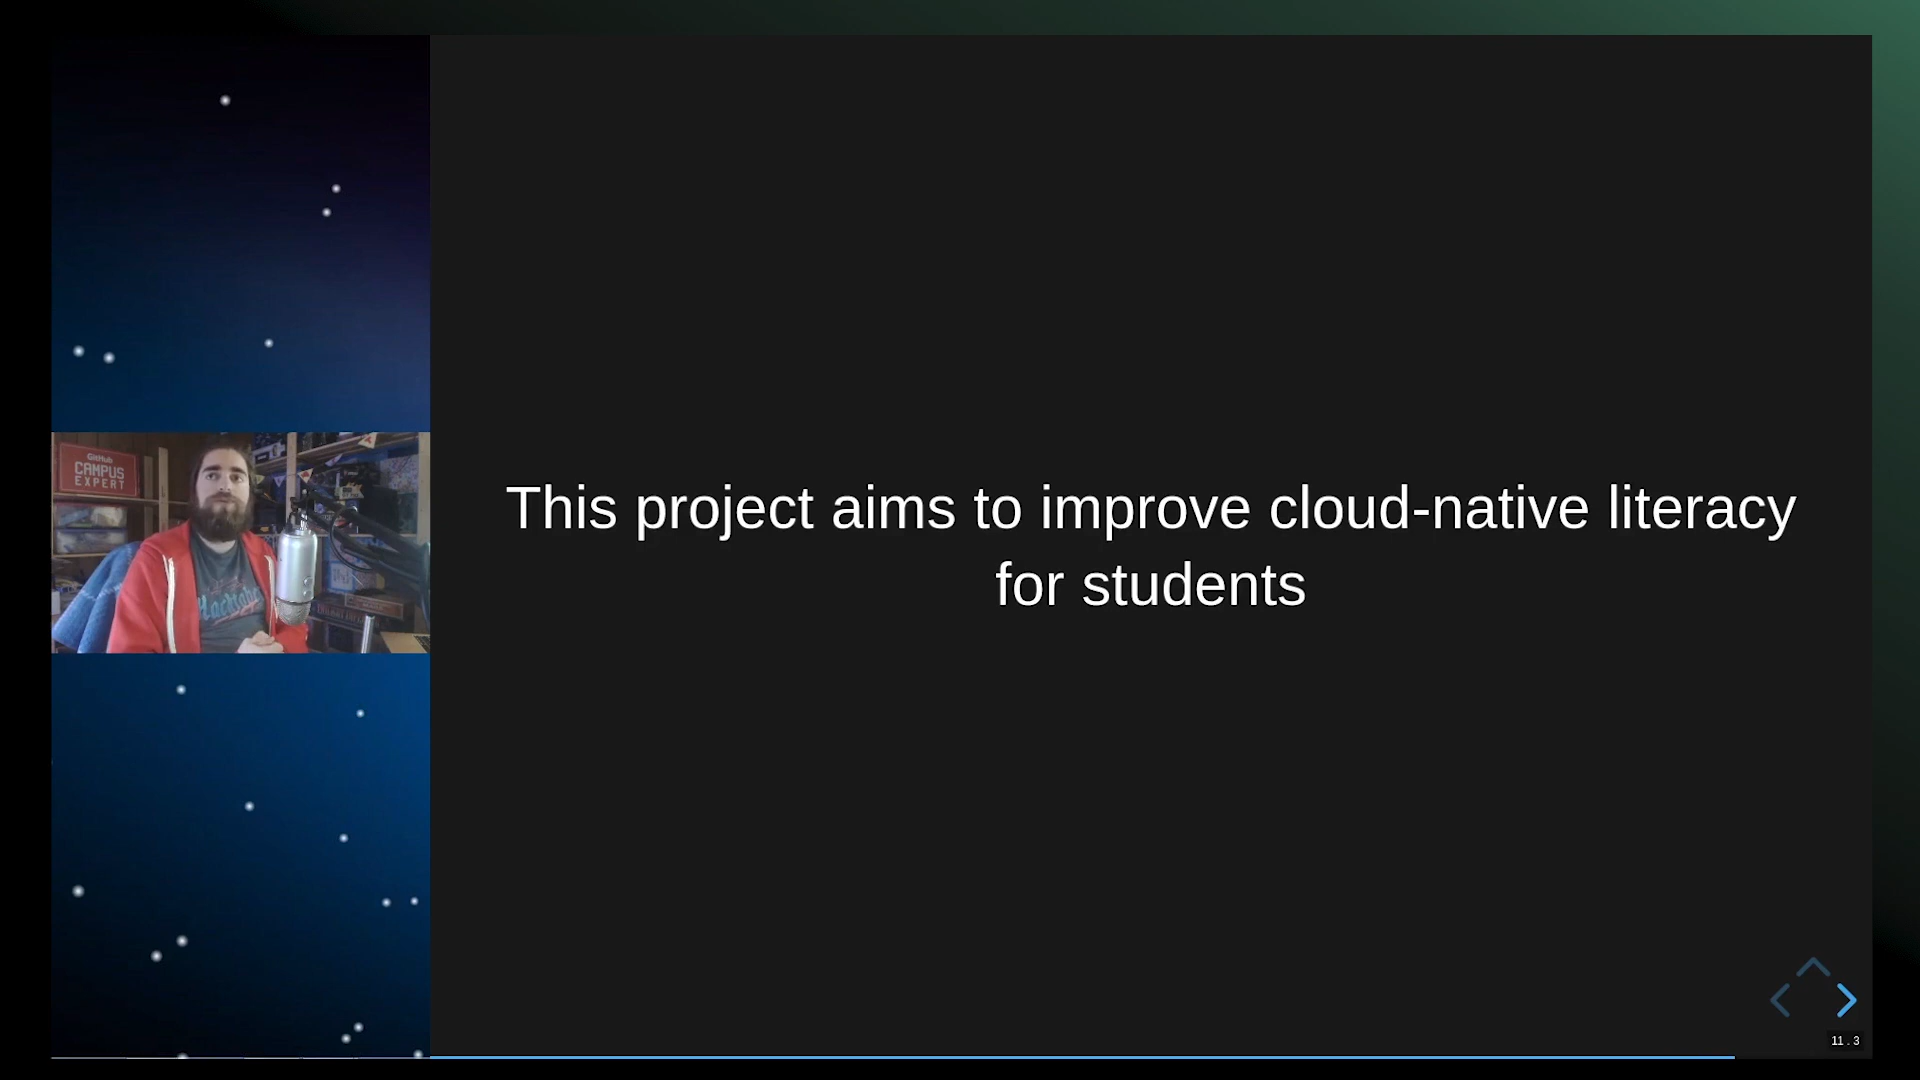 GitHub
CAMPUS
EXPERT
This project aims to improve cloud-native literacy
for students
11 . 3